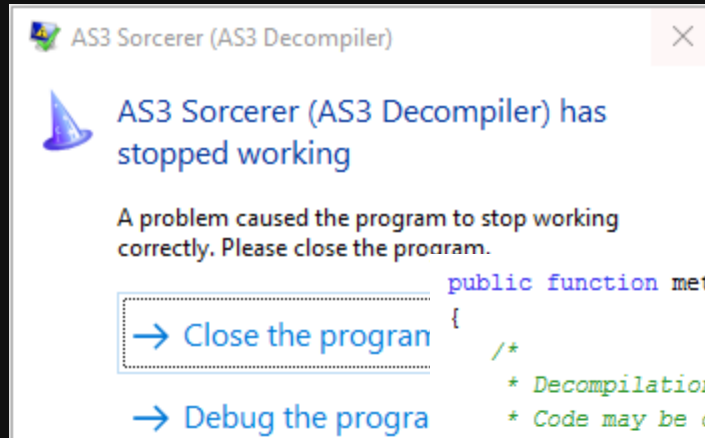 AS3 Sorcerer (AS3 Decompiler)
AS3 Sorcerer (AS3 Decompiler) has
stopped working
A problem caused the program to stop working
correctly. Please close the program.
→ Close the program
→ Debug the progra
public function met
{
/*
* Decompilation
* Code may be